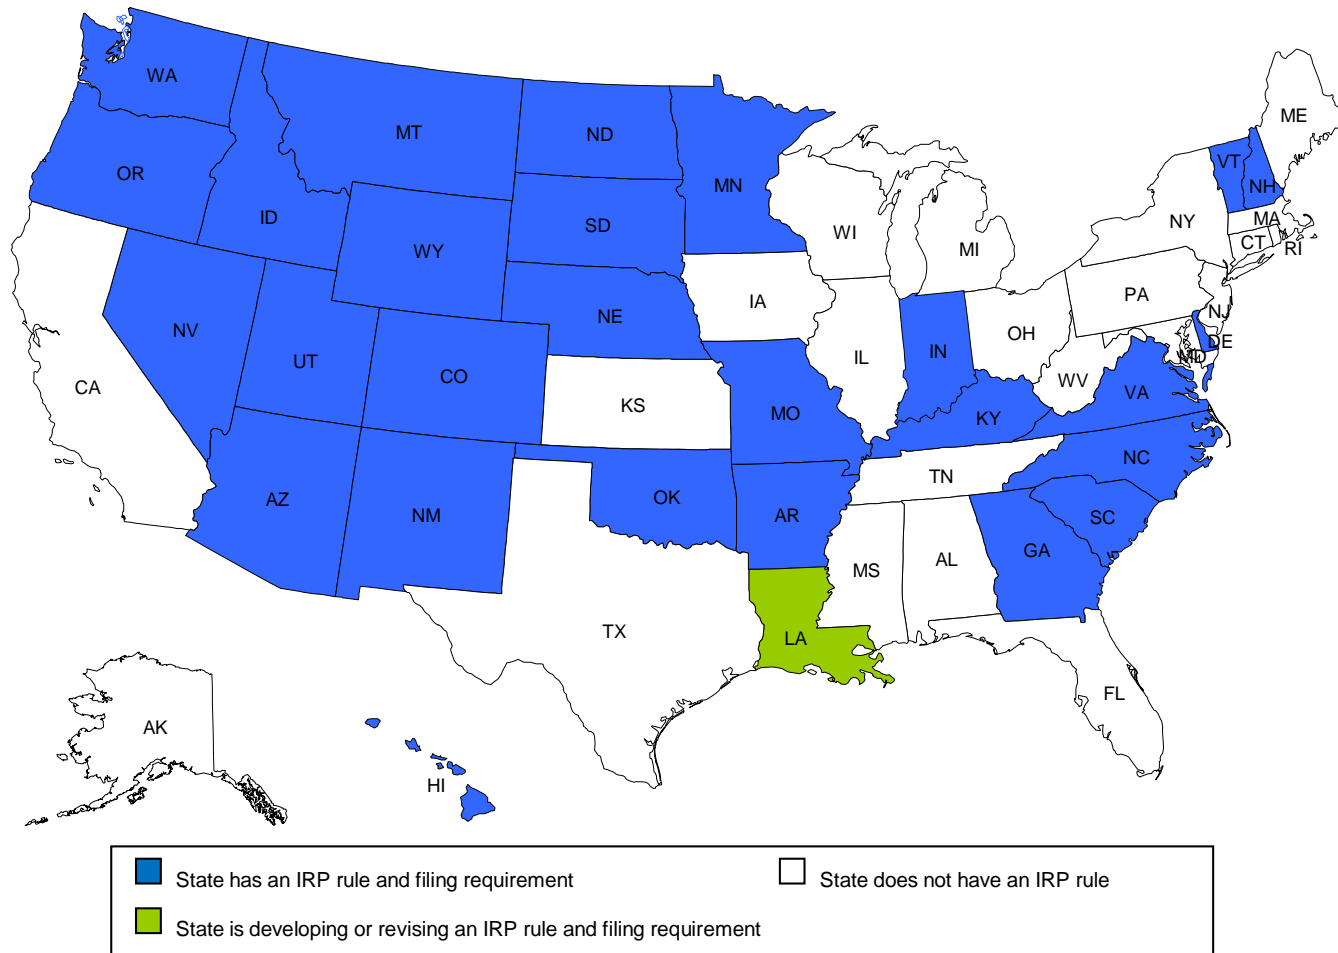 WA
MT
ND
MN
OR
ID
WY
SD
WI
MI
NY
VT
NH
ME
MA
CT
RI
NV
UT
CO
NE
IA
IL
IN
OH
PA
NJ
DE
MD
CA
KS
MO
KY
WV
VA
AZ
NM
OK
AR
TN
NC
SC
TX
LA
MS
AL
GA
FL
AK
HI
State has an IRP rule and filing requirement
State does not have an IRP rule
State is developing or revising an IRP rule and filing requirement